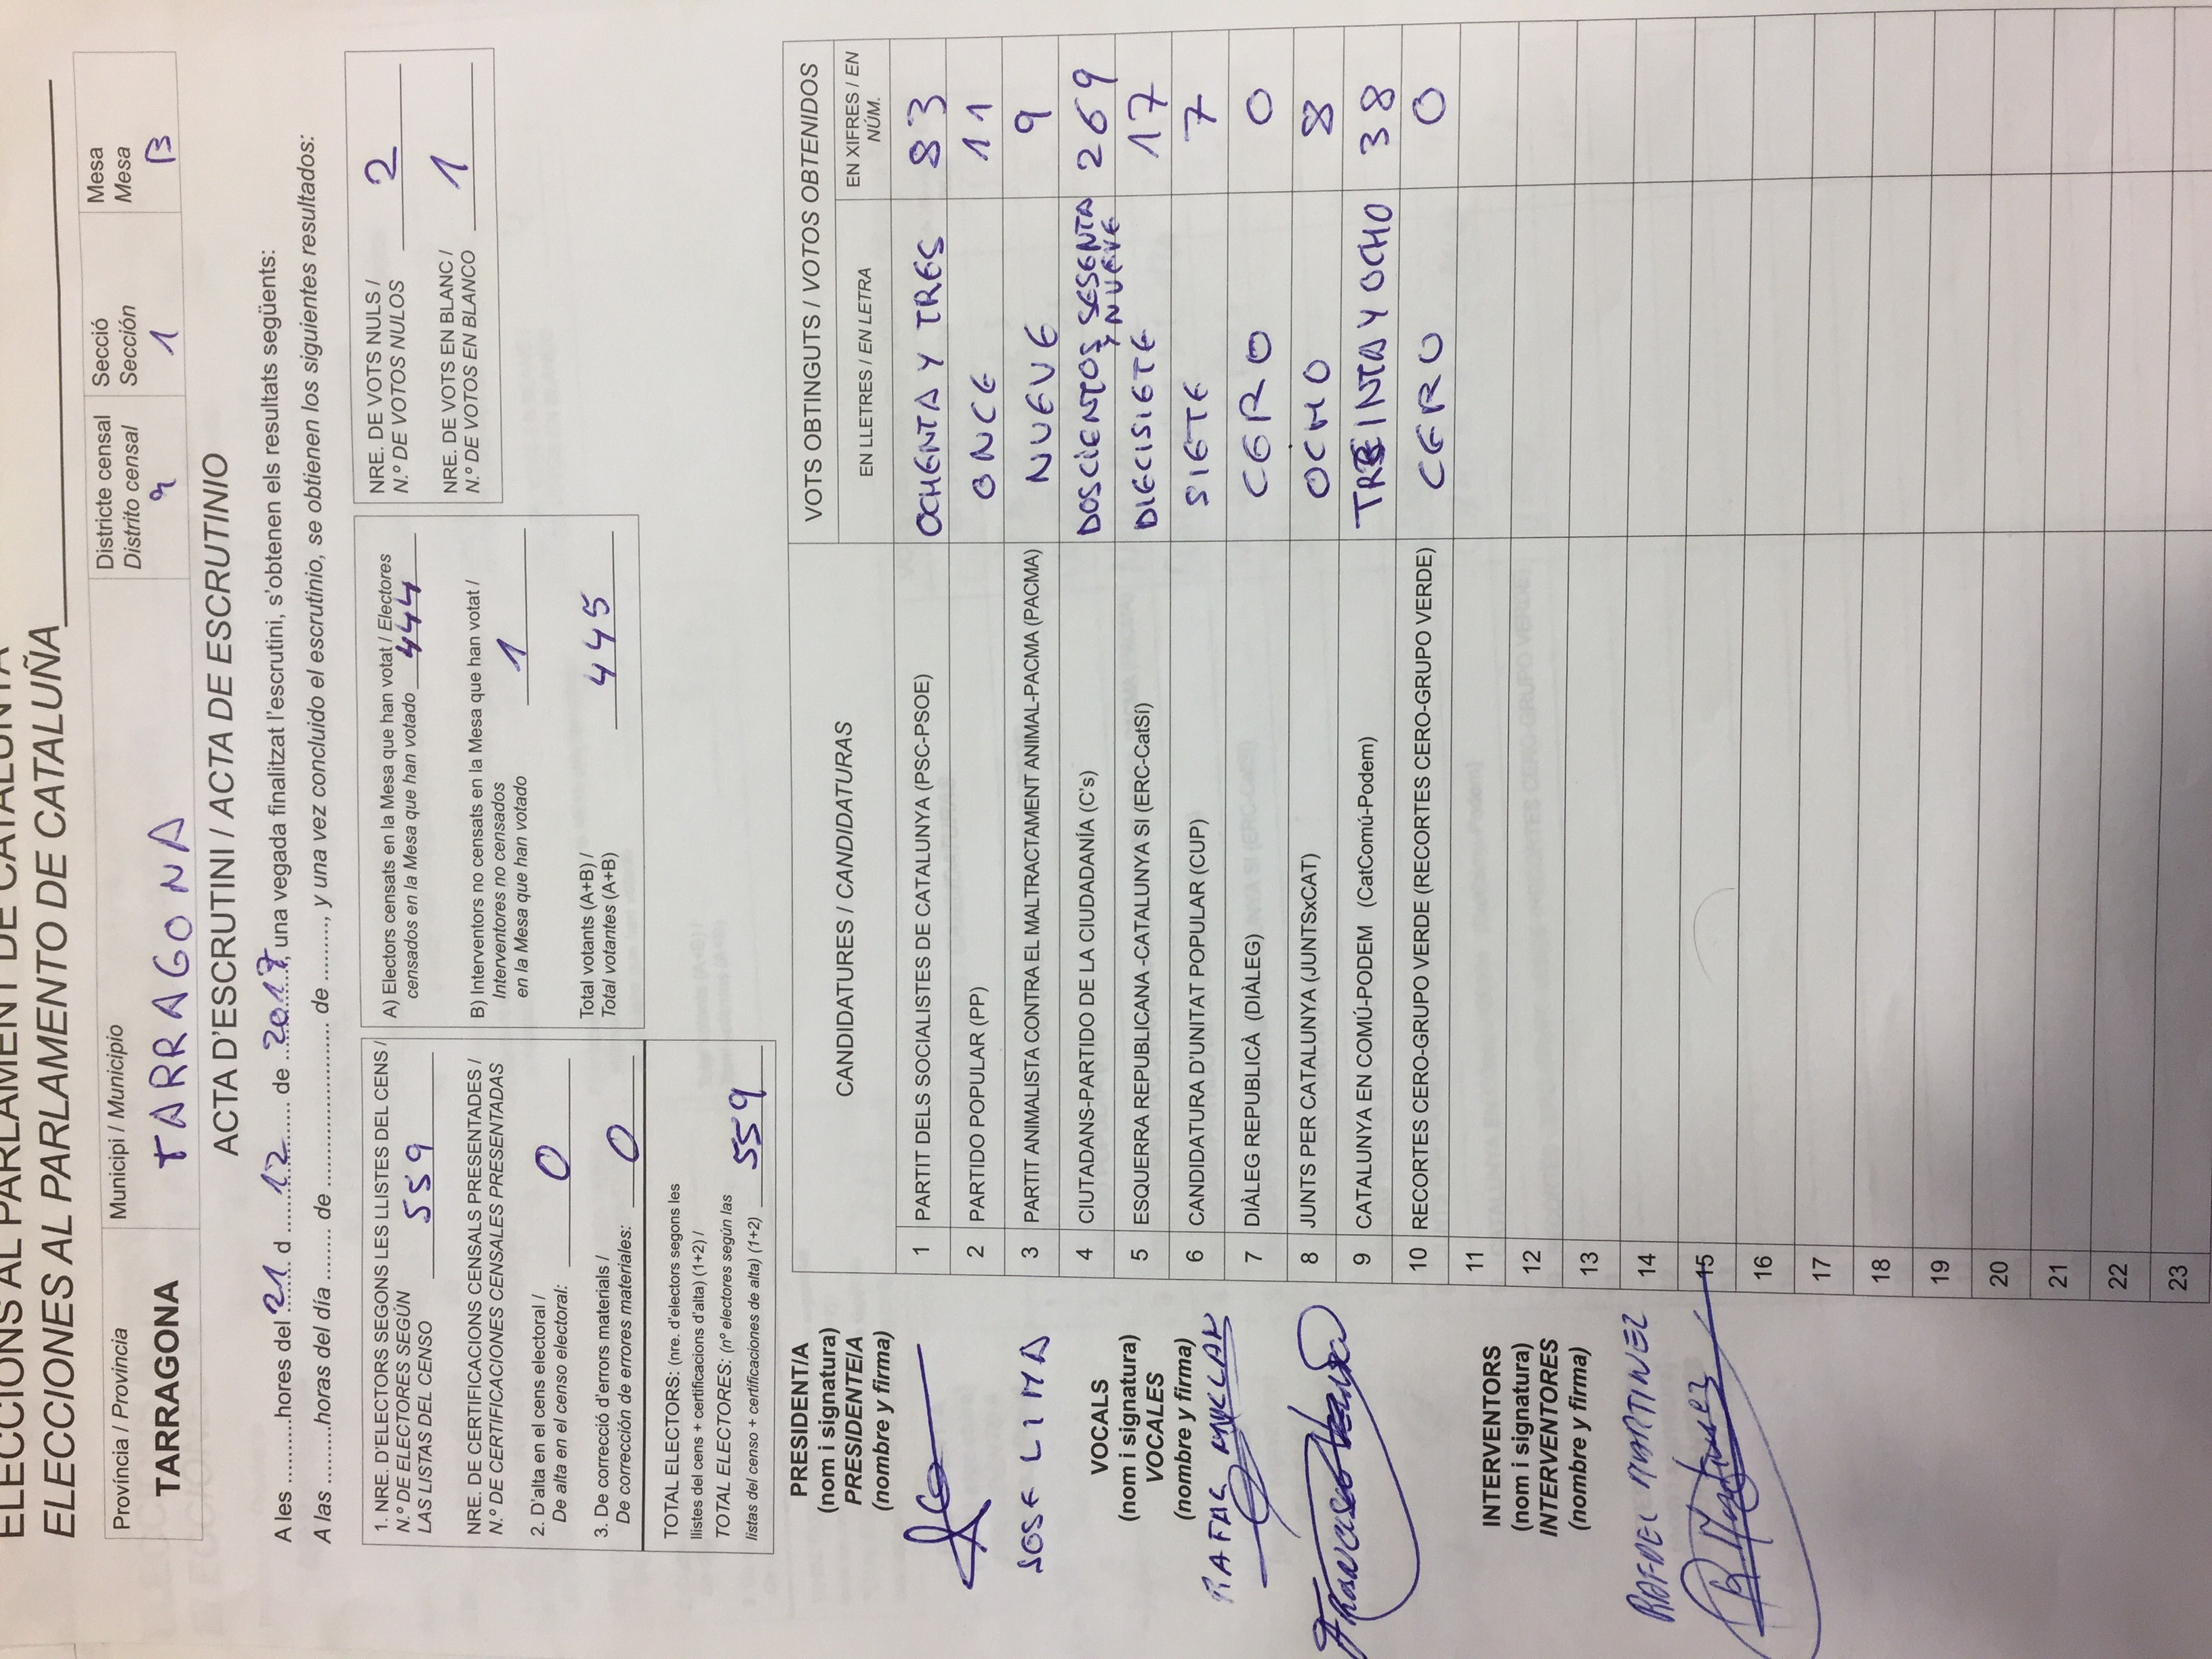 ELECCIONS AL PARLAMENT DE CATALUNYA
ELECCIONES AL PARLAMENTO DE CATALUÑA
Província / Provincia
TARRAGONA
Municipi / Municipio
TARRAGONA
Districte censal
Distrito censal
9
Secció
Sección
1
Mesa
Mesa
B
ACTA D'ESCRUTINI / ACTA DE ESCRUTINIO
A les ..........hores del 21 d 12 de 2017, una vegada finalitzat l'escrutini, s'obtenen els resultats següents:
A las .........horas del día ........ de ......................... de ........., y una vez concluido el escrutinio, se obtienen los siguientes resultados:
1. NRE. D'ELECTORS SEGONS LES LLISTES DEL CENS /
N.º DE ELECTORES SEGÚN
LAS LISTAS DEL CENSO 559
NRE. DE CERTIFICACIONS CENSALS PRESENTADES /
N.º DE CERTIFICACIONES CENSALES PRESENTADAS
2. D'alta en el cens electoral /
De alta en el censo electoral: 0
3. De correcció d'errors materials /
De corrección de errores materiales: 0
TOTAL ELECTORS: (nre. d'electors segons les
llistes del cens + certificacions d'alta) (1+2) /
TOTAL ELECTORES: (nº electores según las
listas del censo + certificaciones de alta) (1+2) 559
A) Electors censats en la Mesa que han votat / Electores
censados en la Mesa que han votado 444
B) Interventors no censats en la Mesa que han votat /
Interventores no censados
en la Mesa que han votado 1
Total votants (A+B) /
Total votantes (A+B) 445
NRE. DE VOTS NULS /
N.º DE VOTOS NULOS 2
NRE. DE VOTS EN BLANC /
N.º DE VOTOS EN BLANCO 1
PRESIDENT/A
(nom i signatura)
PRESIDENTE/A
(nombre y firma)
JOSE LIMA
VOCALS
(nom i signatura)
VOCALES
(nombre y firma)
RAFAEL
INTERVENTORS
(nom i signatura)
INTERVENTORES
(nombre y firma)
RAFAEL MARTINEZ
R Martinez
CANDIDATURES / CANDIDATURAS
VOTS OBTINGUTS / VOTOS OBTENIDOS
EN LLETRES / EN LETRA
EN XIFRES / EN
NÚM.
1 PARTIT DELS SOCIALISTES DE CATALUNYA (PSC-PSOE) OCHENTA Y TRES 83
2 PARTIDO POPULAR (PP) ONCE 11
3 PARTIT ANIMALISTA CONTRA EL MALTRACTAMENT ANIMAL-PACMA (PACMA) NUEVE 9
4 CIUTADANS-PARTIDO DE LA CIUDADANÍA (C's) DOSCIENTOS SESENTA 269
Y NUEVE
5 ESQUERRA REPUBLICANA -CATALUNYA SI (ERC-CatSí) DIECISIETE 17
6 CANDIDATURA D'UNITAT POPULAR (CUP) SIETE 7
7 DIÀLEG REPUBLICÀ (DIÀLEG) CERO 0
8 JUNTS PER CATALUNYA (JUNTSxCAT) OCHO 8
9 CATALUNYA EN COMÚ-PODEM (CatComú-Podem) TREINTA Y OCHO 38
10 RECORTES CERO-GRUPO VERDE (RECORTES CERO-GRUPO VERDE) CERO 0
11
12
13
14
15
16
17
18
19
20
21
22
23